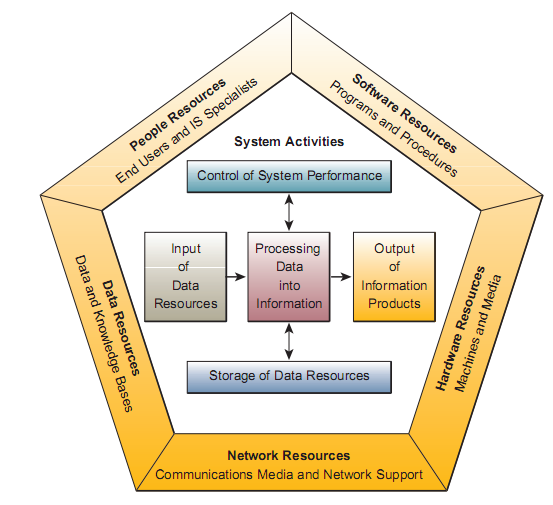 People Resources
End Users and IS Specialists
Software Resources
Programs and Procedures
System Activities
Control of System Performance
Input
of
Data
Resources
Processing
Data
into
Information
Output
of
Information
Products
Storage of Data Resources
Data Resources
Data and Knowledge Bases
Hardware Resources
Machines and Media
Network Resources
Communications Media and Network Support